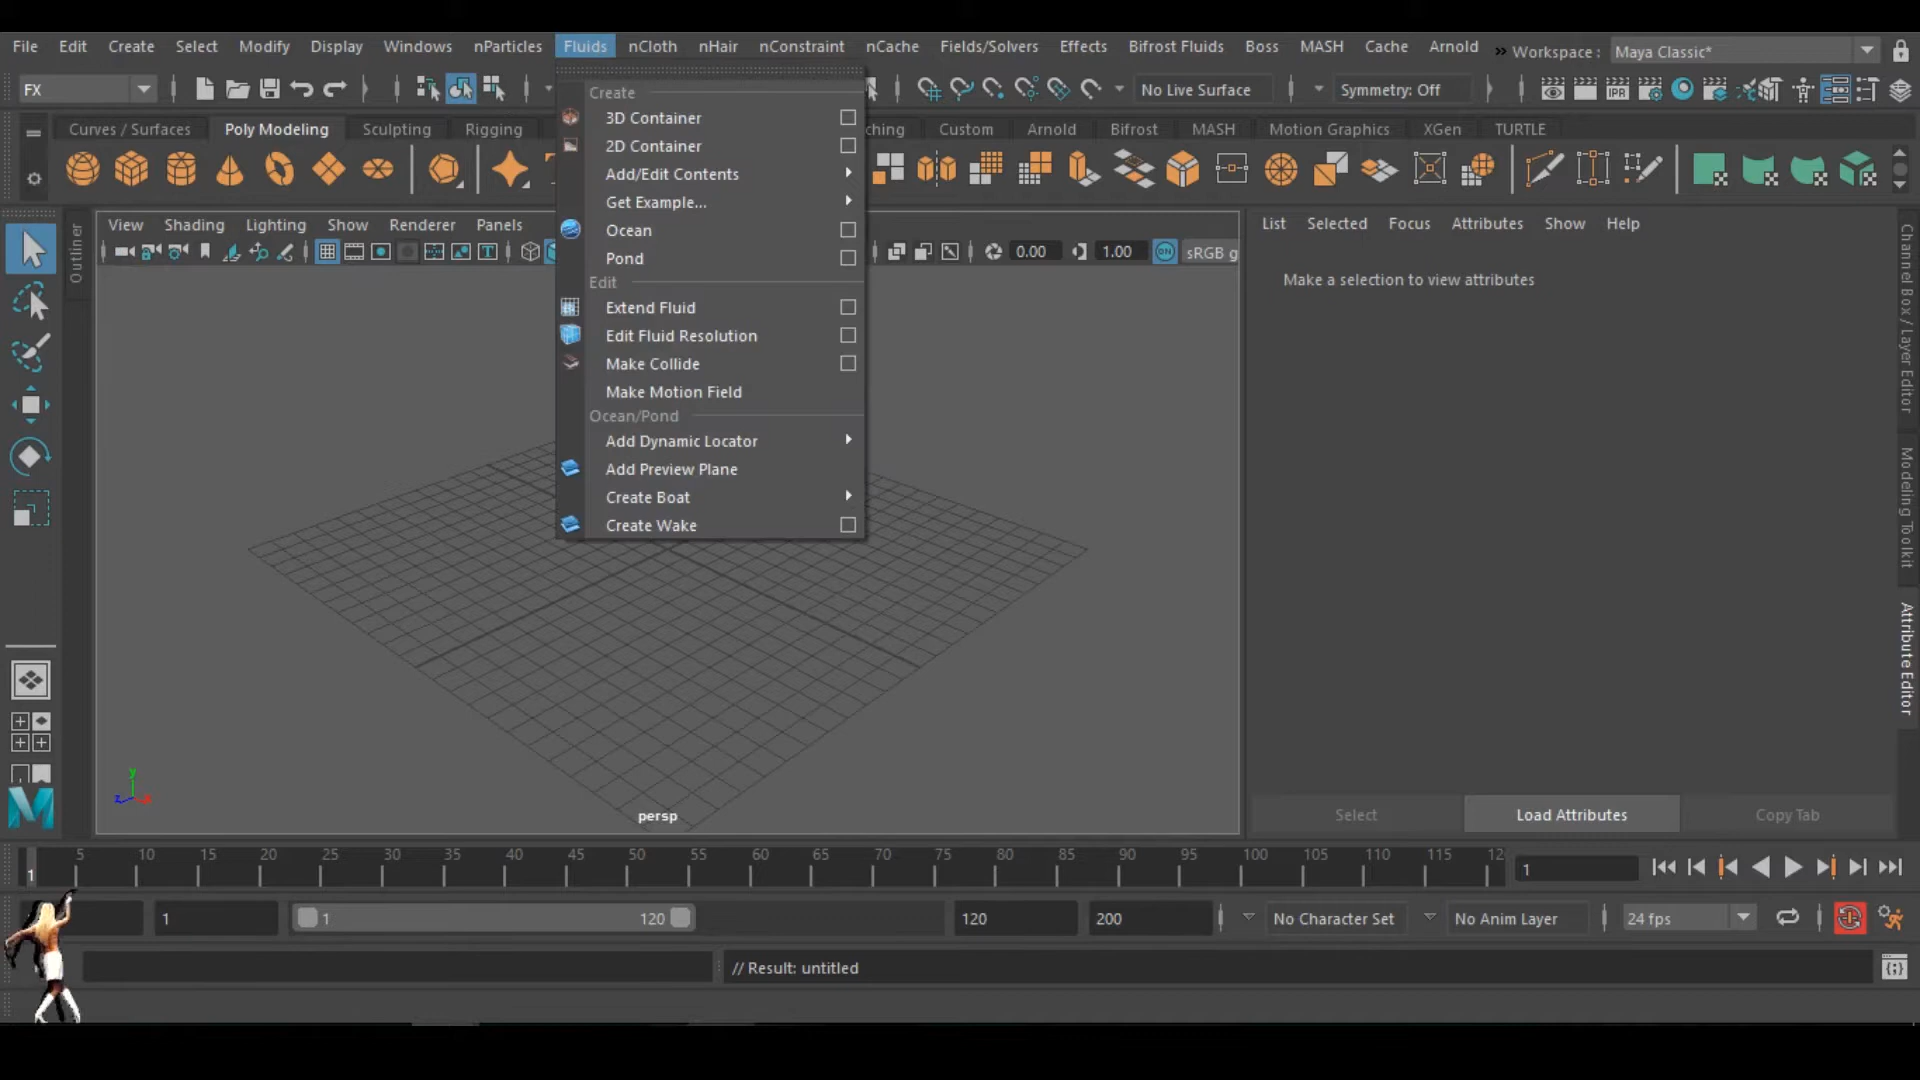 File Edit Create Select Modify Display Windows nParticles Fluids nCloth nHair nConstraint nCache Fields/Solvers Effects Bifrost Fluids Boss MASH Cache Arnold » Workspace : Maya Classic*
FX No Live Surface Symmetry: Off
Curves / Surfaces Poly Modeling Sculpting Rigging ching Custom Arnold Bifrost MASH Motion Graphics XGen TURTLE
Create
3D Container
2D Container
Add/Edit Contents
Get Example...
Ocean
Pond
Edit
Extend Fluid
Edit Fluid Resolution
Make Collide
Make Motion Field
Ocean/Pond
Add Dynamic Locator
Add Preview Plane
Create Boat
Create Wake
Outliner
View Shading Lighting Show Renderer Panels
0.00 1.00 ON sRGB g
persp
y
z x
List Selected Focus Attributes Show Help
Make a selection to view attributes
Select Load Attributes Copy Tab
Channel Box / Layer Editor
Modeling Toolkit
Attribute Editor
5 10 15 20 25 30 35 40 45 50 55 60 65 70 75 80 85 90 95 100 105 110 115 12
1 1
1 1 120 120 200 No Character Set No Anim Layer 24 fps
// Result: untitled